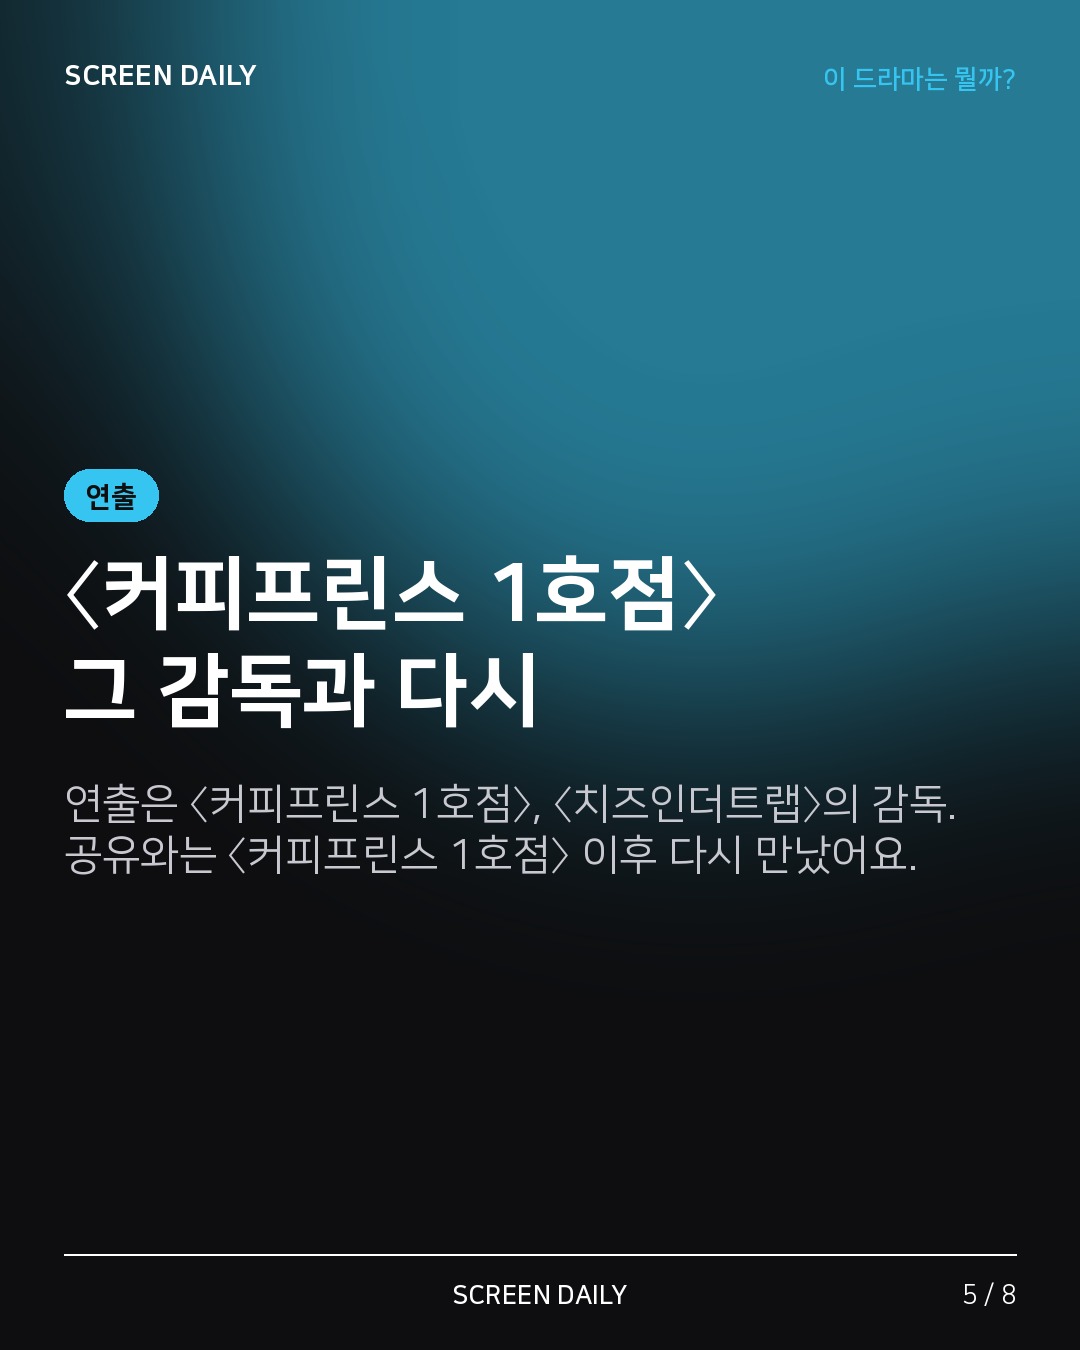 SCREEN DAILY
이 드라마는 뭘까?
연출
〈커피프린스 1호점〉
그 감독과 다시
연출은 〈커피프린스 1호점〉, 〈치즈인더트랩〉의 감독.
공유와는 〈커피프린스 1호점〉 이후 다시 만났어요.
SCREEN DAILY
5 / 8